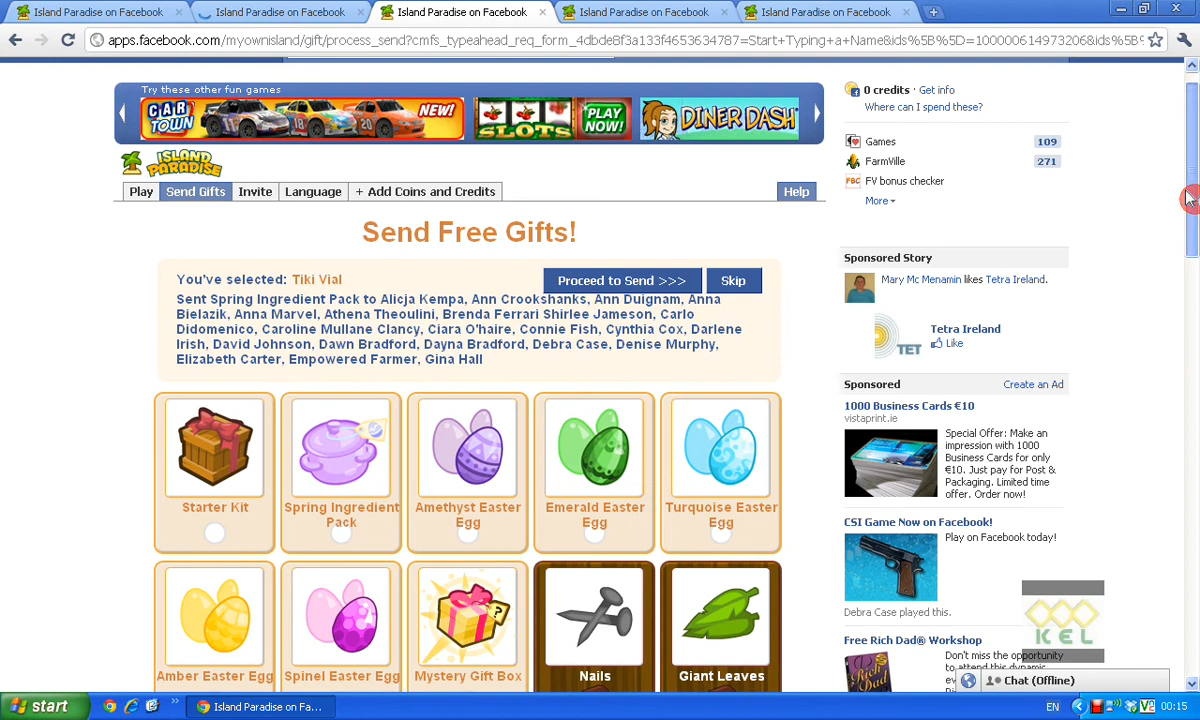 Island Paradise on Facebook
Island Paradise on Facebook
Island Paradise on Facebook
Island Paradise on Facebook
Island Paradise on Facebook
apps.facebook.com/myownisland/gift/process_send?cmfs_typeahead_req_form_4dbde8f3a133f4653634787=Start+Typing+a+Name&ids%5B%5D=100000614973206&ids%5B%
Try these other fun games
CAR TOWN
NEW!
SLOTS
PLAY NOW!
DINER DASH
ISLAND PARADISE
Play
Send Gifts
Invite
Language
+ Add Coins and Credits
Help
Send Free Gifts!
You've selected: Tiki Vial
Proceed to Send >>>
Skip
Sent Spring Ingredient Pack to Alicja Kempa, Ann Crookshanks, Ann Duignam, Anna
Bielazik, Anna Marvel, Athena Theoulini, Brenda Ferrari Shirlee Jameson, Carlo
Didomenico, Caroline Mullane Clancy, Ciara O'haire, Connie Fish, Cynthia Cox, Darlene
Irish, David Johnson, Dawn Bradford, Dayna Bradford, Debra Case, Denise Murphy,
Elizabeth Carter, Empowered Farmer, Gina Hall
Starter Kit
Spring Ingredient
Pack
Amethyst Easter
Egg
Emerald Easter
Egg
Turquoise Easter
Egg
Amber Easter Egg
Spinel Easter Egg
Mystery Gift Box
Nails
Giant Leaves
0 credits · Get info
Where can I spend these?
Games 109
FarmVille 271
FBC FV bonus checker
More
Sponsored Story
Mary Mc Menamin likes Tetra Ireland.
TET
Tetra Ireland
Like
Sponsored
Create an Ad
1000 Business Cards €10
vistaprint.ie
Special Offer: Make an
impression with 1000
Business Cards for only
€10. Just pay for Post &
Packaging. Limited time
offer. Order now!
CSI Game Now on Facebook!
Play on Facebook today!
Debra Case played this.
KEL
Free Rich Dad® Workshop
Don't miss the opportunity
to attend this dynamic
Chat (Offline)
start
Island Paradise on Fa...
EN
00:15